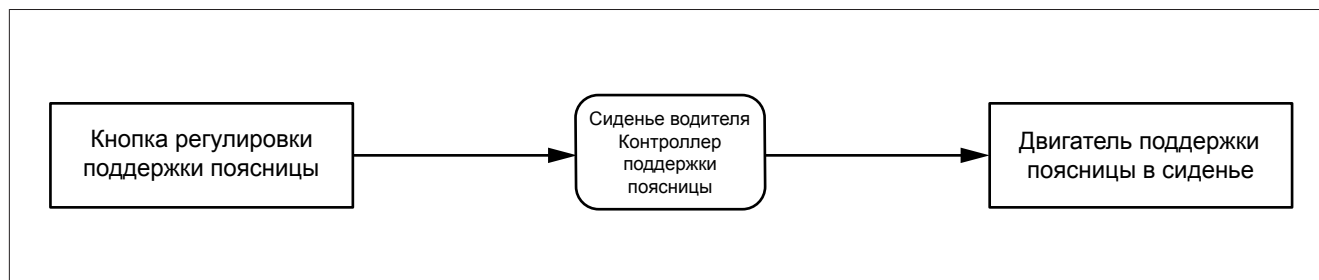 Кнопка регулировки
поддержки поясницы
Сиденье водителя
Контроллер
поддержки
поясницы
Двигатель поддержки
поясницы в сиденье